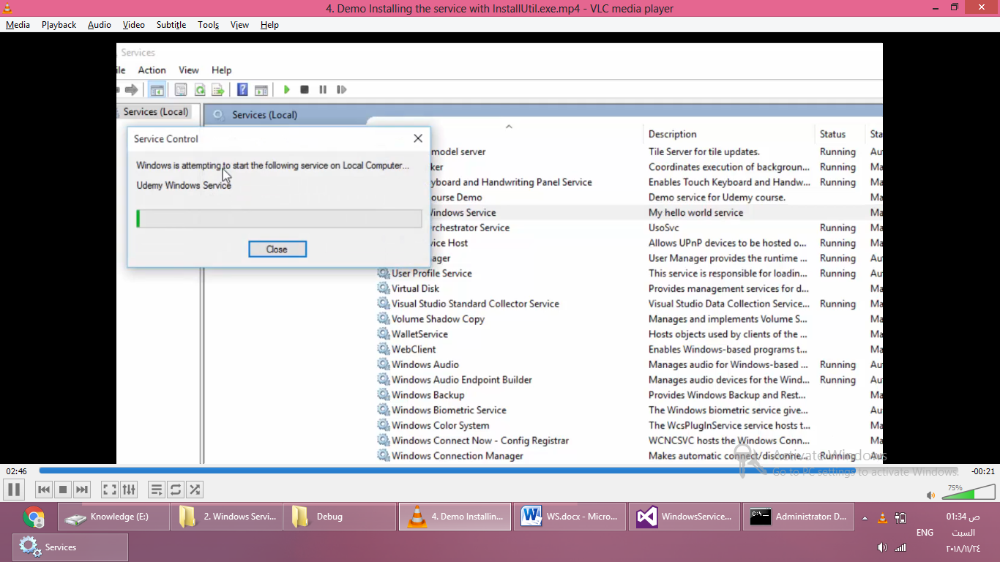 4. Demo Installing the service with InstallUtil.exe.mp4 - VLC media player
Media Playback Audio Video Subtitle Tools View Help
Services
ile Action View Help
Services (Local)
Services (Local)
Service Control
Windows is attempting to start the following service on Local Computer...
Udemy Windows Service
Close
Description Status Sta
model server Tile Server for tile updates. Running Au
ker Coordinates execution of backgroun... Running Au
yboard and Handwriting Panel Service Enables Touch Keyboard and Handw... Running Ma
ourse Demo Demo service for Udemy course. Ma
indows Service My hello world service Ma
rchestrator Service UsoSvc Running Ma
vice Host Allows UPnP devices to be hosted o... Ma
ager User Manager provides the runtime ... Running Au
User Profile Service This service is responsible for loadin... Running Au
Virtual Disk Provides management services for d... Ma
Visual Studio Standard Collector Service Visual Studio Data Collection Service... Running Ma
Volume Shadow Copy Manages and implements Volume S... Ma
WalletService Hosts objects used by clients of the ... Ma
WebClient Enables Windows-based programs t... Ma
Windows Audio Manages audio for Windows-based ... Running Au
Windows Audio Endpoint Builder Manages audio devices for the Wind... Running Au
Windows Backup Provides Windows Backup and Rest... Ma
Windows Biometric Service The Windows biometric service give... Au
Windows Color System The WcsPlugInService service hosts t... Ma
Windows Connect Now - Config Registrar WCNCSVC hosts the Windows Conn... Ma
Windows Connection Manager Makes automatic connect/disconne... Running Au
Activate Windows
Go to PC settings to activate Windows.
02:46 -00:21
75%
Knowledge (E:) 2. Windows Servi... Debug 4. Demo Installin... WS.docx - Micro... WindowsService... Administrator: D...
Services
ENG
01:34 ص
السبت
٢٠١٨/١١/٢٤